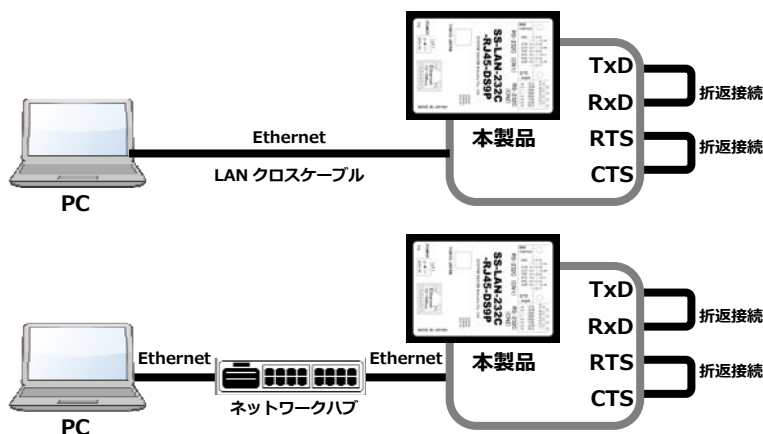 SS-LAN-232C
-RJ45-DS9P
TxD
RxD
折返接続
RTS
CTS
折返接続
本製品
Ethernet
LAN クロスケーブル
PC
SS-LAN-232C
-RJ45-DS9P
TxD
RxD
折返接続
RTS
CTS
折返接続
本製品
Ethernet
Ethernet
ネットワークハブ
PC